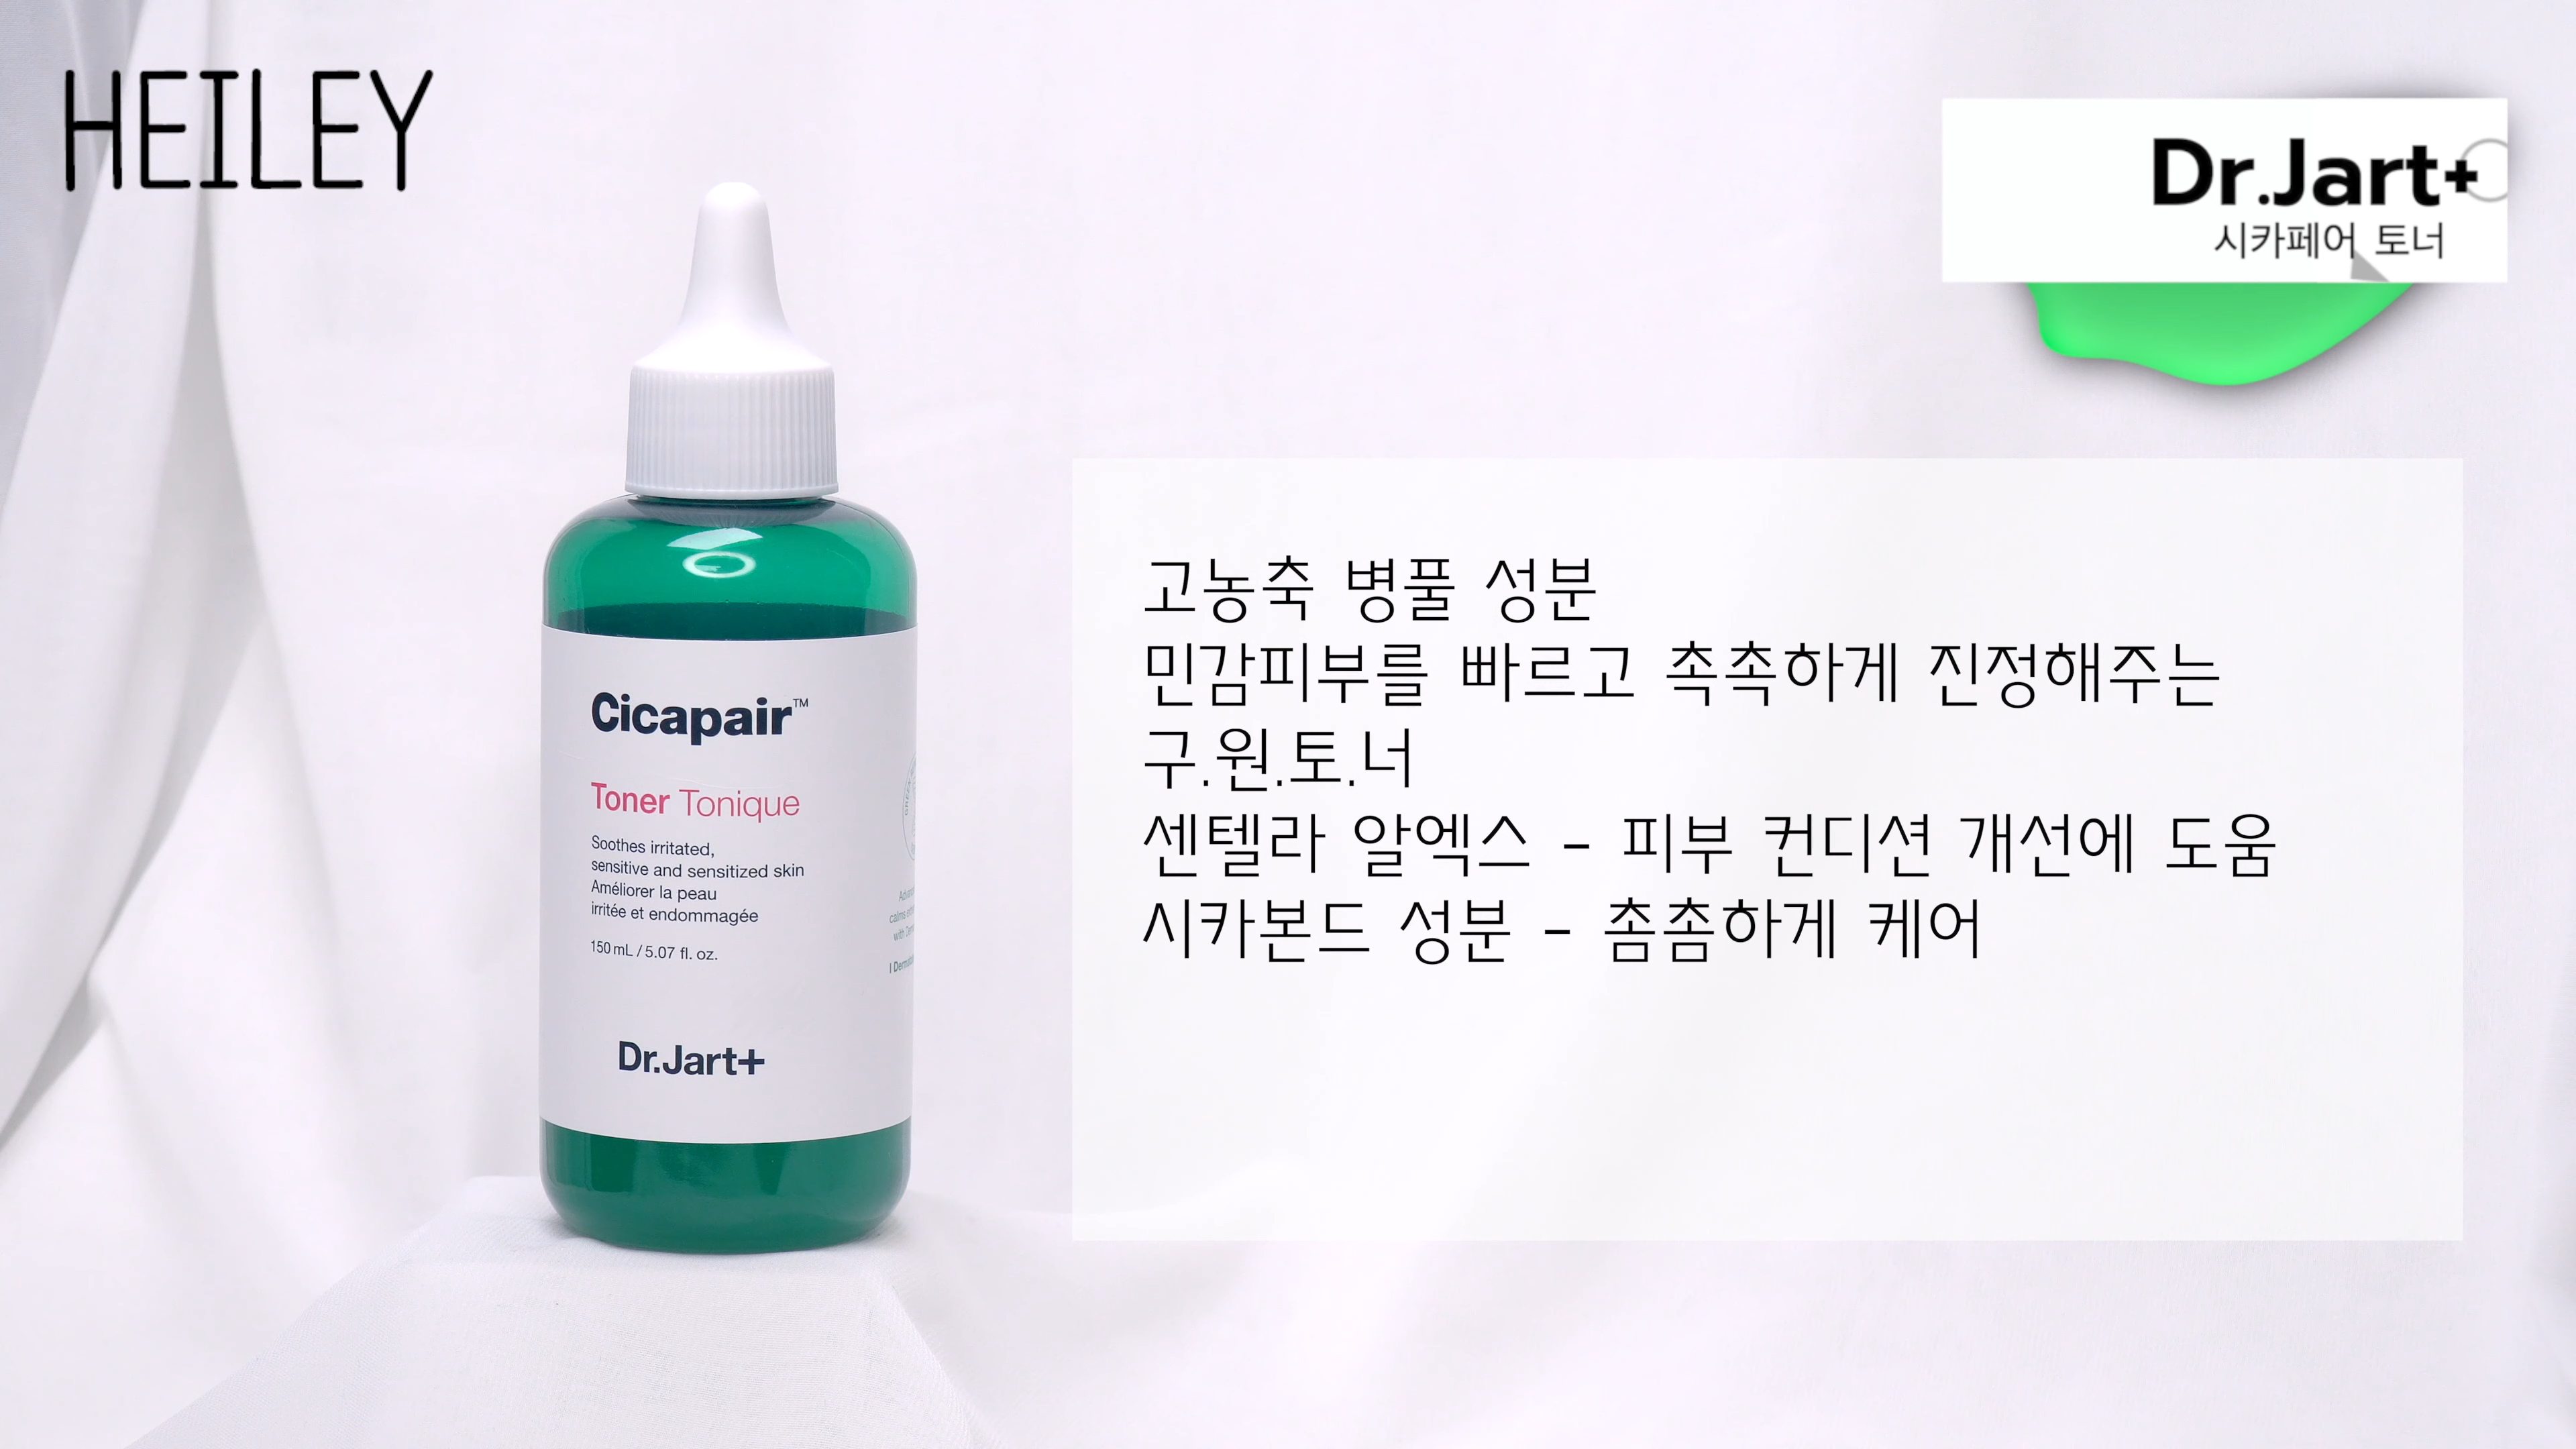 HEILEY
Dr.Jart+
시카페어 토너
Cicapair™
Toner Tonique
Soothes irritated,
sensitive and sensitized skin
Améliorer la peau
irritée et endommagée
150 mL / 5.07 fl. oz.
Dr.Jart+
고농축 병풀 성분
민감피부를 빠르고 촉촉하게 진정해주는
구.원.토.너
센텔라 알엑스 - 피부 컨디션 개선에 도움
시카본드 성분 - 촘촘하게 케어